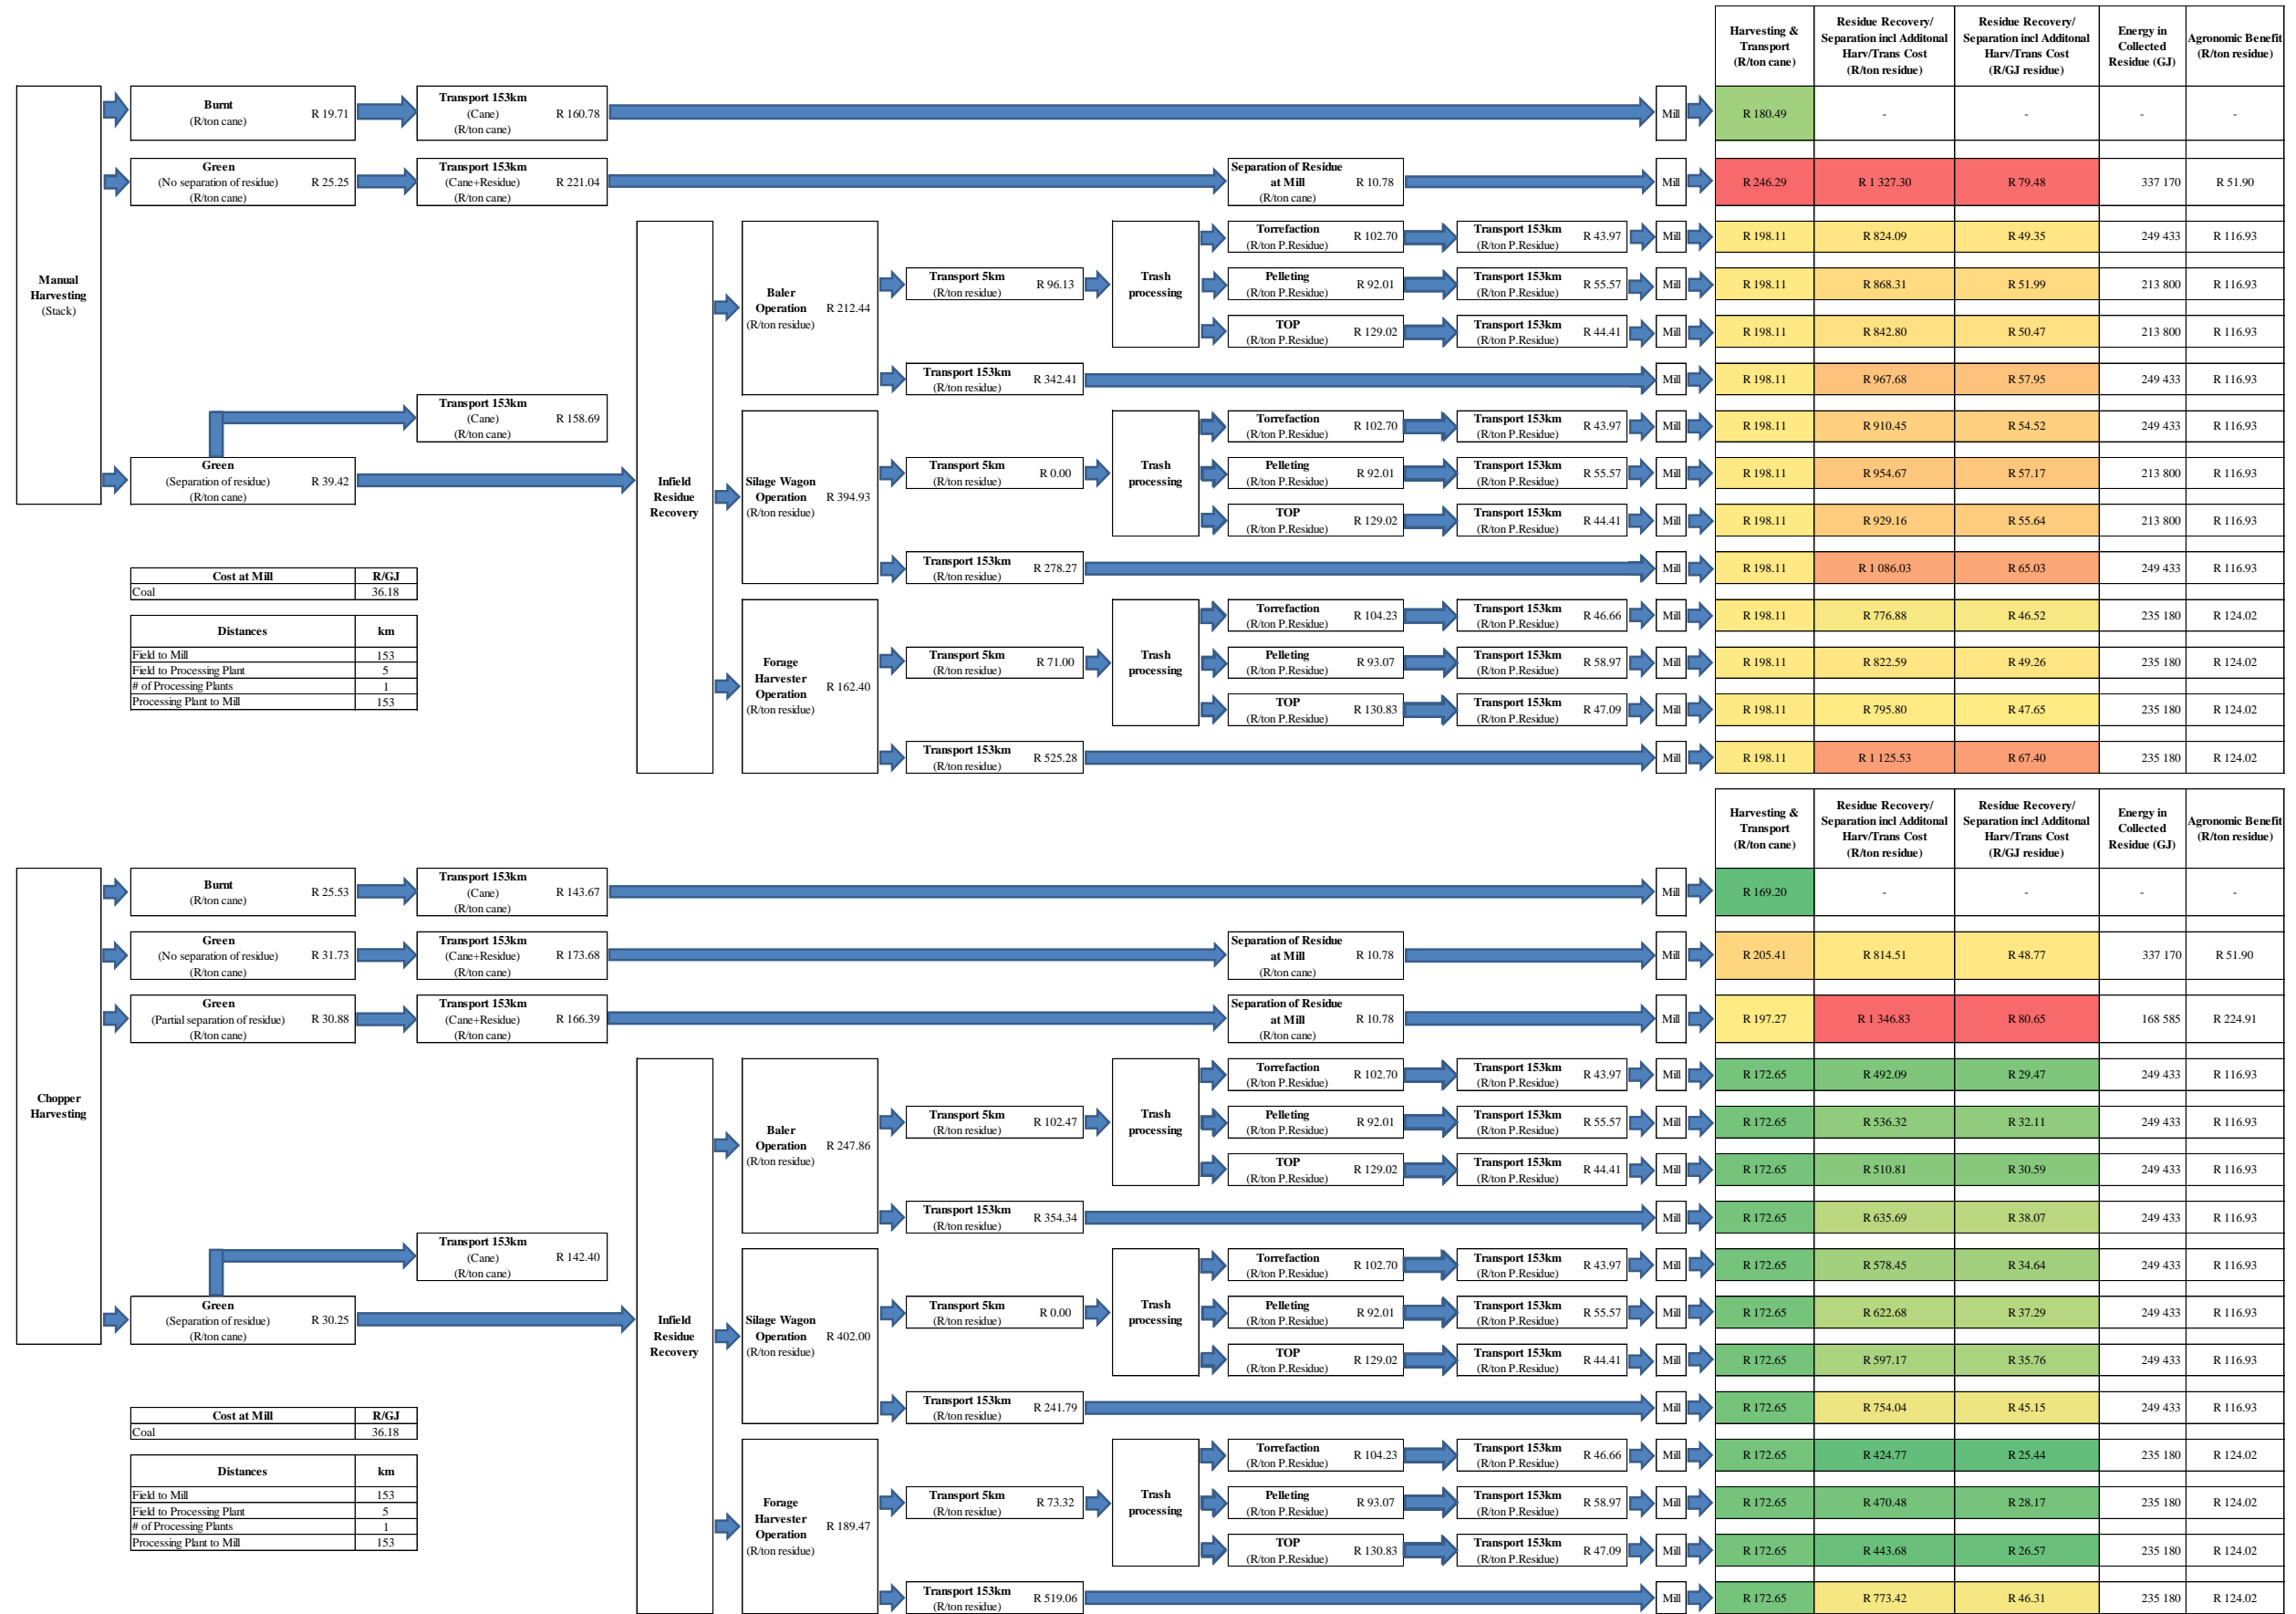 Harvesting & Transport (R/ton cane) | Residue Recovery/ Separation incl Additonal Harv/Trans Cost (R/ton residue) | Residue Recovery/ Separation incl Additonal Harv/Trans Cost (R/GJ residue) | Energy in Collected Residue (GJ) | Agronomic Benefit (R/ton residue)
Manual Harvesting (Stack)
Burnt (R/ton cane) R 19.71 | Transport 153km (Cane) (R/ton cane) R 160.78 | Mill | R 180.49 | - | - | - | -
Green (No separation of residue) (R/ton cane) R 25.25 | Transport 153km (Cane+Residue) (R/ton cane) R 221.04 | Separation of Residue at Mill (R/ton cane) R 10.78 | Mill | R 246.29 | R 1 327.30 | R 79.48 | 337 170 | R 51.90
Green (Separation of residue) (R/ton cane) R 39.42
Transport 153km (Cane) (R/ton cane) R 158.69
Infield Residue Recovery
Baler Operation (R/ton residue) R 212.44
Transport 5km (R/ton residue) R 96.13
Trash processing
Torrefaction (R/ton P.Residue) R 102.70 | Transport 153km (R/ton P.Residue) R 43.97 | Mill | R 198.11 | R 824.09 | R 49.35 | 249 433 | R 116.93
Pelleting (R/ton P.Residue) R 92.01 | Transport 153km (R/ton P.Residue) R 55.57 | Mill | R 198.11 | R 868.31 | R 51.99 | 213 800 | R 116.93
TOP (R/ton P.Residue) R 129.02 | Transport 153km (R/ton P.Residue) R 44.41 | Mill | R 198.11 | R 842.80 | R 50.47 | 213 800 | R 116.93
Transport 153km (R/ton residue) R 342.41 | Mill | R 198.11 | R 967.68 | R 57.95 | 249 433 | R 116.93
Silage Wagon Operation (R/ton residue) R 394.93
Transport 5km (R/ton residue) R 0.00
Trash processing
Torrefaction (R/ton P.Residue) R 102.70 | Transport 153km (R/ton P.Residue) R 43.97 | Mill | R 198.11 | R 910.45 | R 54.52 | 249 433 | R 116.93
Pelleting (R/ton P.Residue) R 92.01 | Transport 153km (R/ton P.Residue) R 55.57 | Mill | R 198.11 | R 954.67 | R 57.17 | 213 800 | R 116.93
TOP (R/ton P.Residue) R 129.02 | Transport 153km (R/ton P.Residue) R 44.41 | Mill | R 198.11 | R 929.16 | R 55.64 | 213 800 | R 116.93
Transport 153km (R/ton residue) R 278.27 | Mill | R 198.11 | R 1 086.03 | R 65.03 | 249 433 | R 116.93
Forage Harvester Operation (R/ton residue) R 162.40
Transport 5km (R/ton residue) R 71.00
Trash processing
Torrefaction (R/ton P.Residue) R 104.23 | Transport 153km (R/ton P.Residue) R 46.66 | Mill | R 198.11 | R 776.88 | R 46.52 | 235 180 | R 124.02
Pelleting (R/ton P.Residue) R 93.07 | Transport 153km (R/ton P.Residue) R 58.97 | Mill | R 198.11 | R 822.59 | R 49.26 | 235 180 | R 124.02
TOP (R/ton P.Residue) R 130.83 | Transport 153km (R/ton P.Residue) R 47.09 | Mill | R 198.11 | R 795.80 | R 47.65 | 235 180 | R 124.02
Transport 153km (R/ton residue) R 525.28 | Mill | R 198.11 | R 1 125.53 | R 67.40 | 235 180 | R 124.02
Cost at Mill | R/GJ
Coal | 36.18
Distances | km
Field to Mill | 153
Field to Processing Plant | 5
# of Processing Plants | 1
Processing Plant to Mill | 153
Harvesting & Transport (R/ton cane) | Residue Recovery/ Separation incl Additonal Harv/Trans Cost (R/ton residue) | Residue Recovery/ Separation incl Additonal Harv/Trans Cost (R/GJ residue) | Energy in Collected Residue (GJ) | Agronomic Benefit (R/ton residue)
Chopper Harvesting
Burnt (R/ton cane) R 25.53 | Transport 153km (Cane) (R/ton cane) R 143.67 | Mill | R 169.20 | - | - | - | -
Green (No separation of residue) (R/ton cane) R 31.73 | Transport 153km (Cane+Residue) (R/ton cane) R 173.68 | Separation of Residue at Mill (R/ton cane) R 10.78 | Mill | R 205.41 | R 814.51 | R 48.77 | 337 170 | R 51.90
Green (Partial separation of residue) (R/ton cane) R 30.88 | Transport 153km (Cane+Residue) (R/ton cane) R 166.39 | Separation of Residue at Mill (R/ton cane) R 10.78 | Mill | R 197.27 | R 1 346.83 | R 80.65 | 168 585 | R 224.91
Green (Separation of residue) (R/ton cane) R 30.25
Transport 153km (Cane) (R/ton cane) R 142.40
Infield Residue Recovery
Baler Operation (R/ton residue) R 247.86
Transport 5km (R/ton residue) R 102.47
Trash processing
Torrefaction (R/ton P.Residue) R 102.70 | Transport 153km (R/ton P.Residue) R 43.97 | Mill | R 172.65 | R 492.09 | R 29.47 | 249 433 | R 116.93
Pelleting (R/ton P.Residue) R 92.01 | Transport 153km (R/ton P.Residue) R 55.57 | Mill | R 172.65 | R 536.32 | R 32.11 | 249 433 | R 116.93
TOP (R/ton P.Residue) R 129.02 | Transport 153km (R/ton P.Residue) R 44.41 | Mill | R 172.65 | R 510.81 | R 30.59 | 249 433 | R 116.93
Transport 153km (R/ton residue) R 354.34 | Mill | R 172.65 | R 635.69 | R 38.07 | 249 433 | R 116.93
Silage Wagon Operation (R/ton residue) R 402.00
Transport 5km (R/ton residue) R 0.00
Trash processing
Torrefaction (R/ton P.Residue) R 102.70 | Transport 153km (R/ton P.Residue) R 43.97 | Mill | R 172.65 | R 578.45 | R 34.64 | 249 433 | R 116.93
Pelleting (R/ton P.Residue) R 92.01 | Transport 153km (R/ton P.Residue) R 55.57 | Mill | R 172.65 | R 622.68 | R 37.29 | 249 433 | R 116.93
TOP (R/ton P.Residue) R 129.02 | Transport 153km (R/ton P.Residue) R 44.41 | Mill | R 172.65 | R 597.17 | R 35.76 | 249 433 | R 116.93
Transport 153km (R/ton residue) R 241.79 | Mill | R 172.65 | R 754.04 | R 45.15 | 249 433 | R 116.93
Forage Harvester Operation (R/ton residue) R 189.47
Transport 5km (R/ton residue) R 73.32
Trash processing
Torrefaction (R/ton P.Residue) R 104.23 | Transport 153km (R/ton P.Residue) R 46.66 | Mill | R 172.65 | R 424.77 | R 25.44 | 235 180 | R 124.02
Pelleting (R/ton P.Residue) R 93.07 | Transport 153km (R/ton P.Residue) R 58.97 | Mill | R 172.65 | R 470.48 | R 28.17 | 235 180 | R 124.02
TOP (R/ton P.Residue) R 130.83 | Transport 153km (R/ton P.Residue) R 47.09 | Mill | R 172.65 | R 443.68 | R 26.57 | 235 180 | R 124.02
Transport 153km (R/ton residue) R 519.06 | Mill | R 172.65 | R 773.42 | R 46.31 | 235 180 | R 124.02
Cost at Mill | R/GJ
Coal | 36.18
Distances | km
Field to Mill | 153
Field to Processing Plant | 5
# of Processing Plants | 1
Processing Plant to Mill | 153